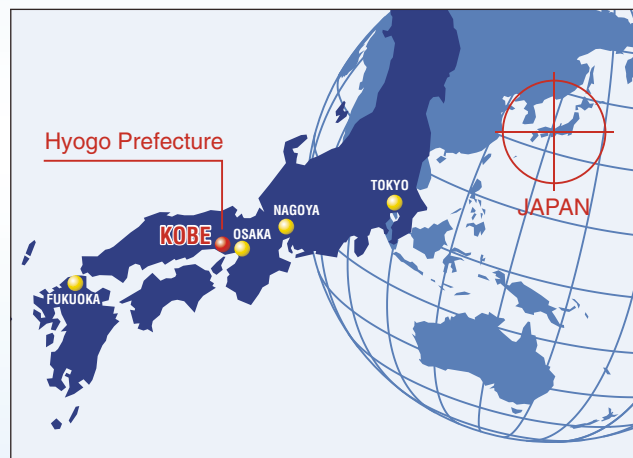 Hyogo Prefecture
TOKYO
NAGOYA
KOBE
OSAKA
FUKUOKA
JAPAN